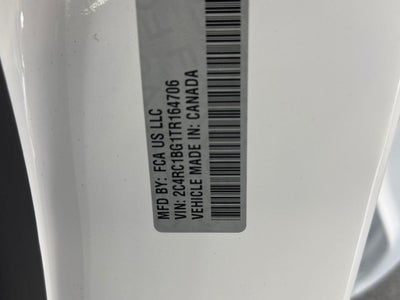 MFD BY: FCA US LLC
VIN: 2C4RC1BG1TR164706
VEHICLE MADE IN: CANADA